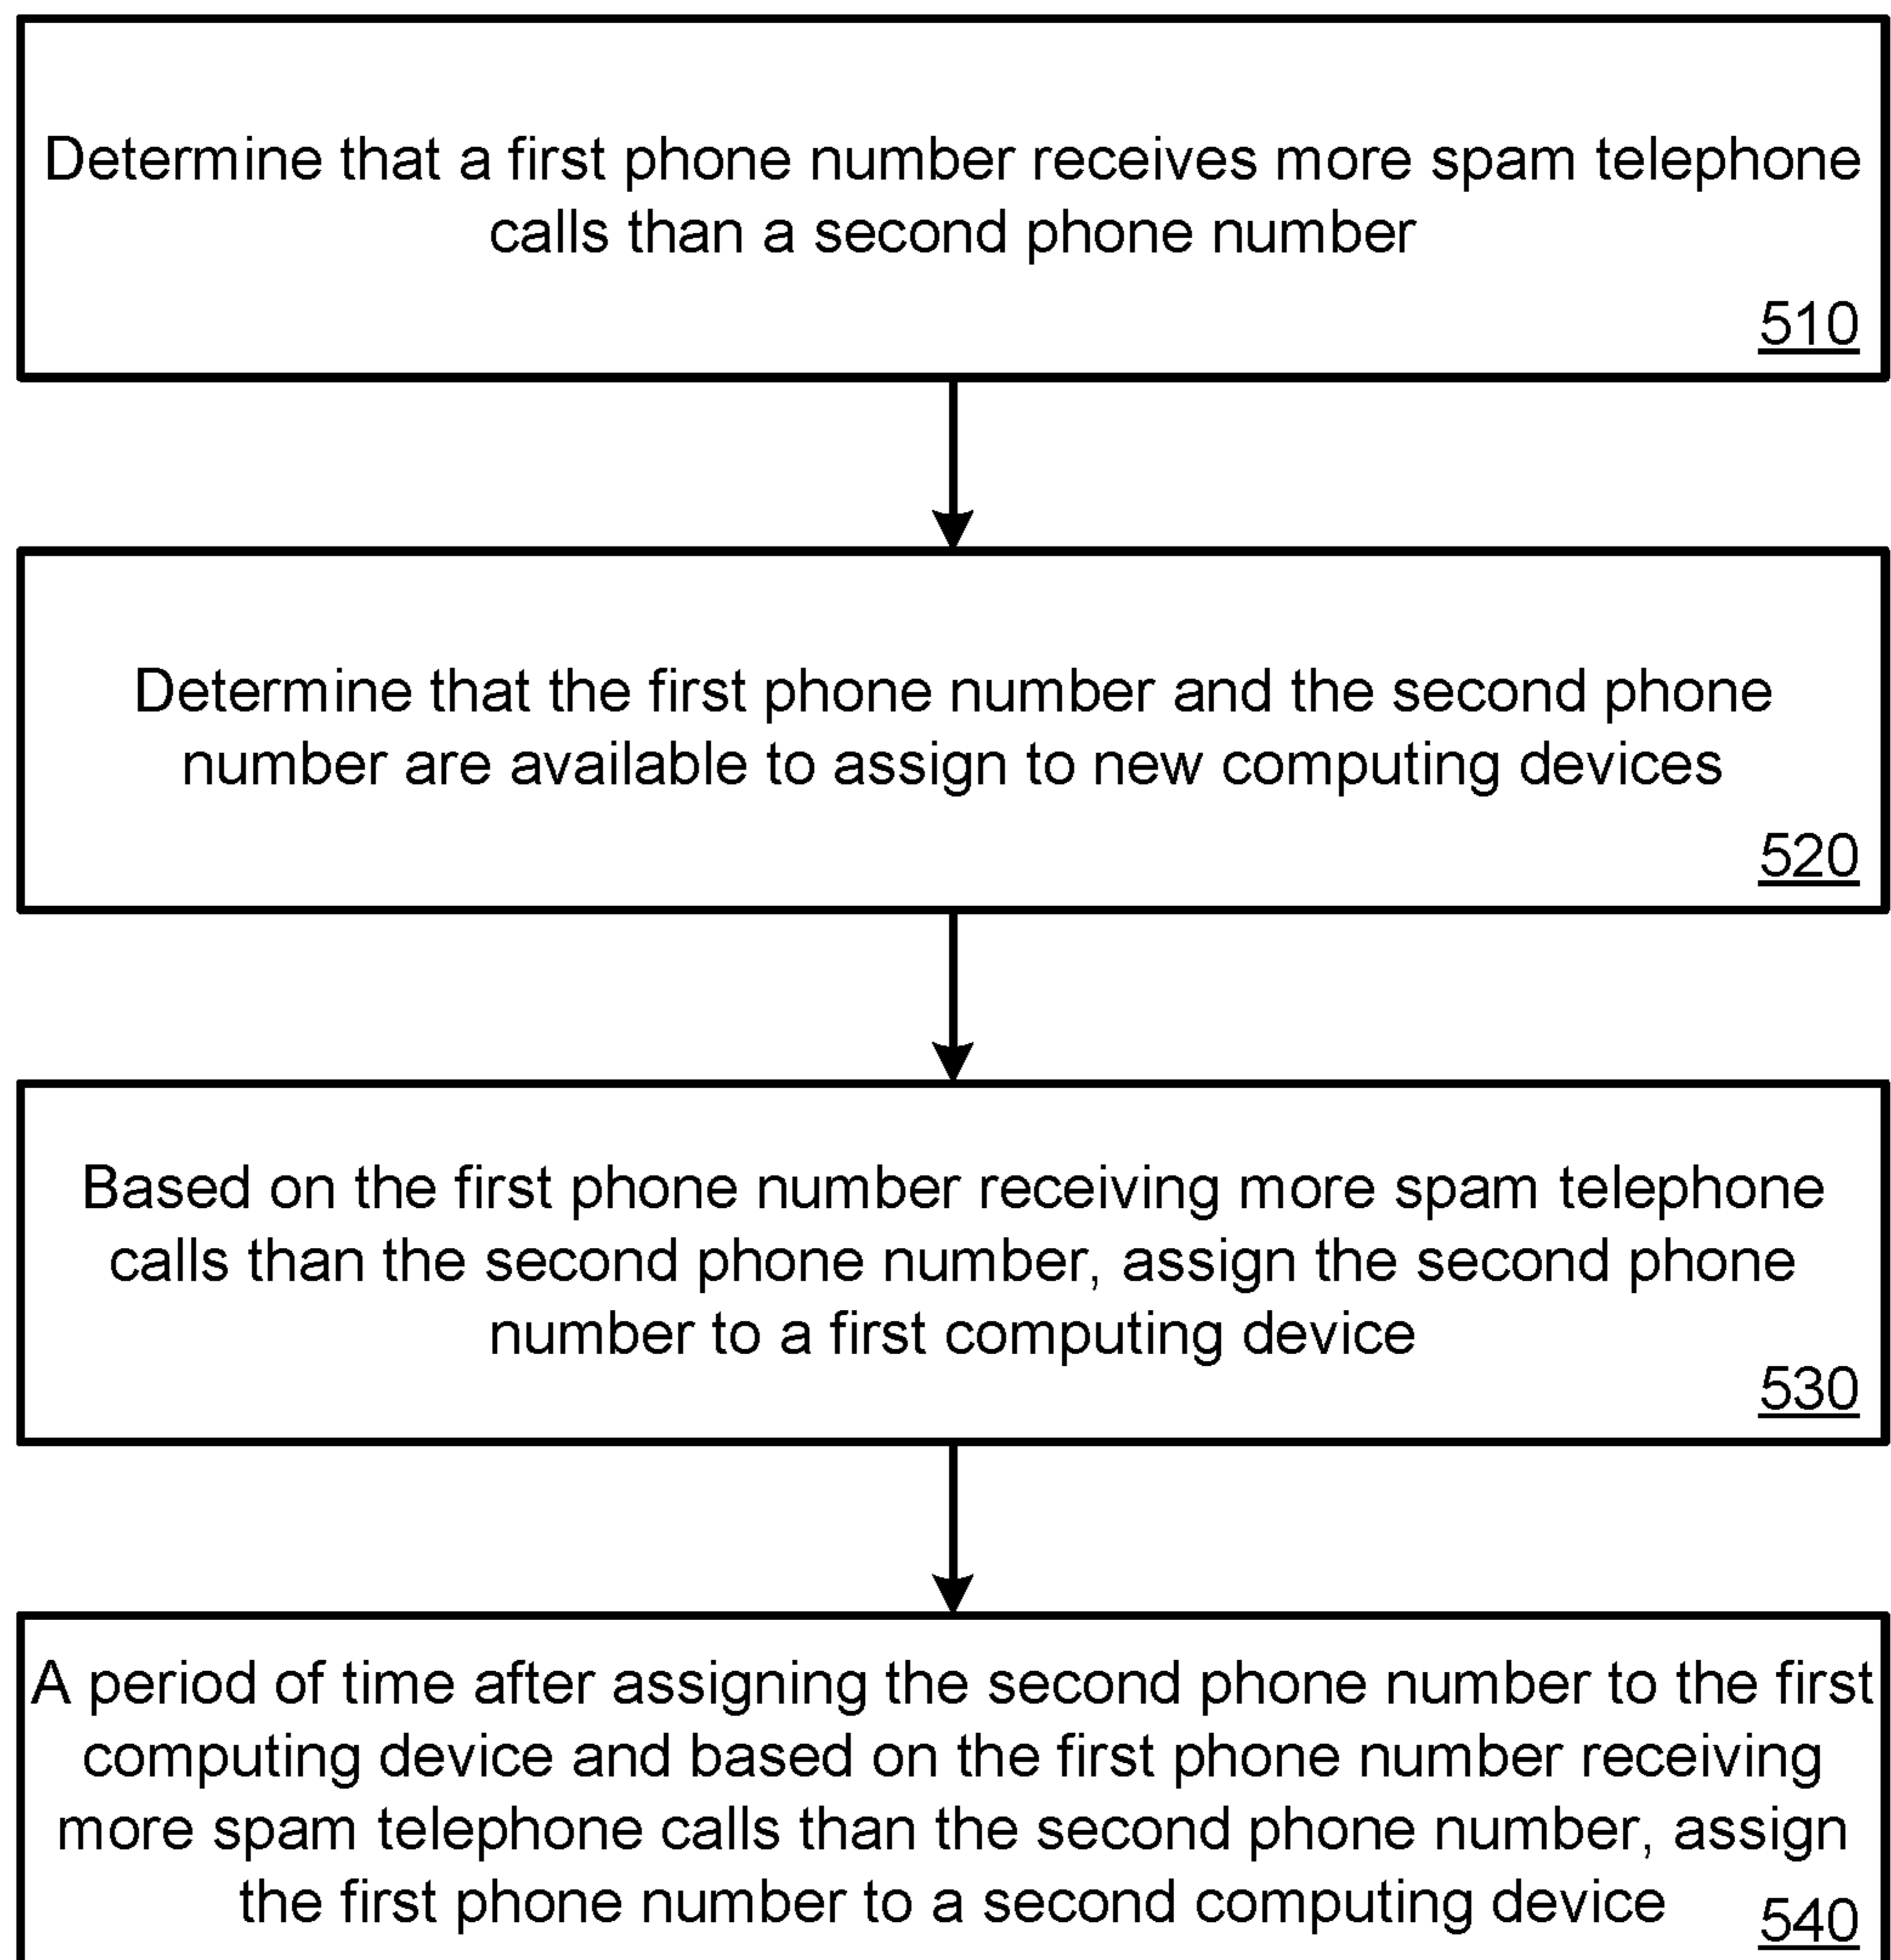 Determine that a first phone number receives more spam telephone
calls than a second phone number
510
Determine that the first phone number and the second phone
number are available to assign to new computing devices
520
Based on the first phone number receiving more spam telephone
calls than the second phone number, assign the second phone
number to a first computing device
530
A period of time after assigning the second phone number to the first
computing device and based on the first phone number receiving
more spam telephone calls than the second phone number, assign
the first phone number to a second computing device
540